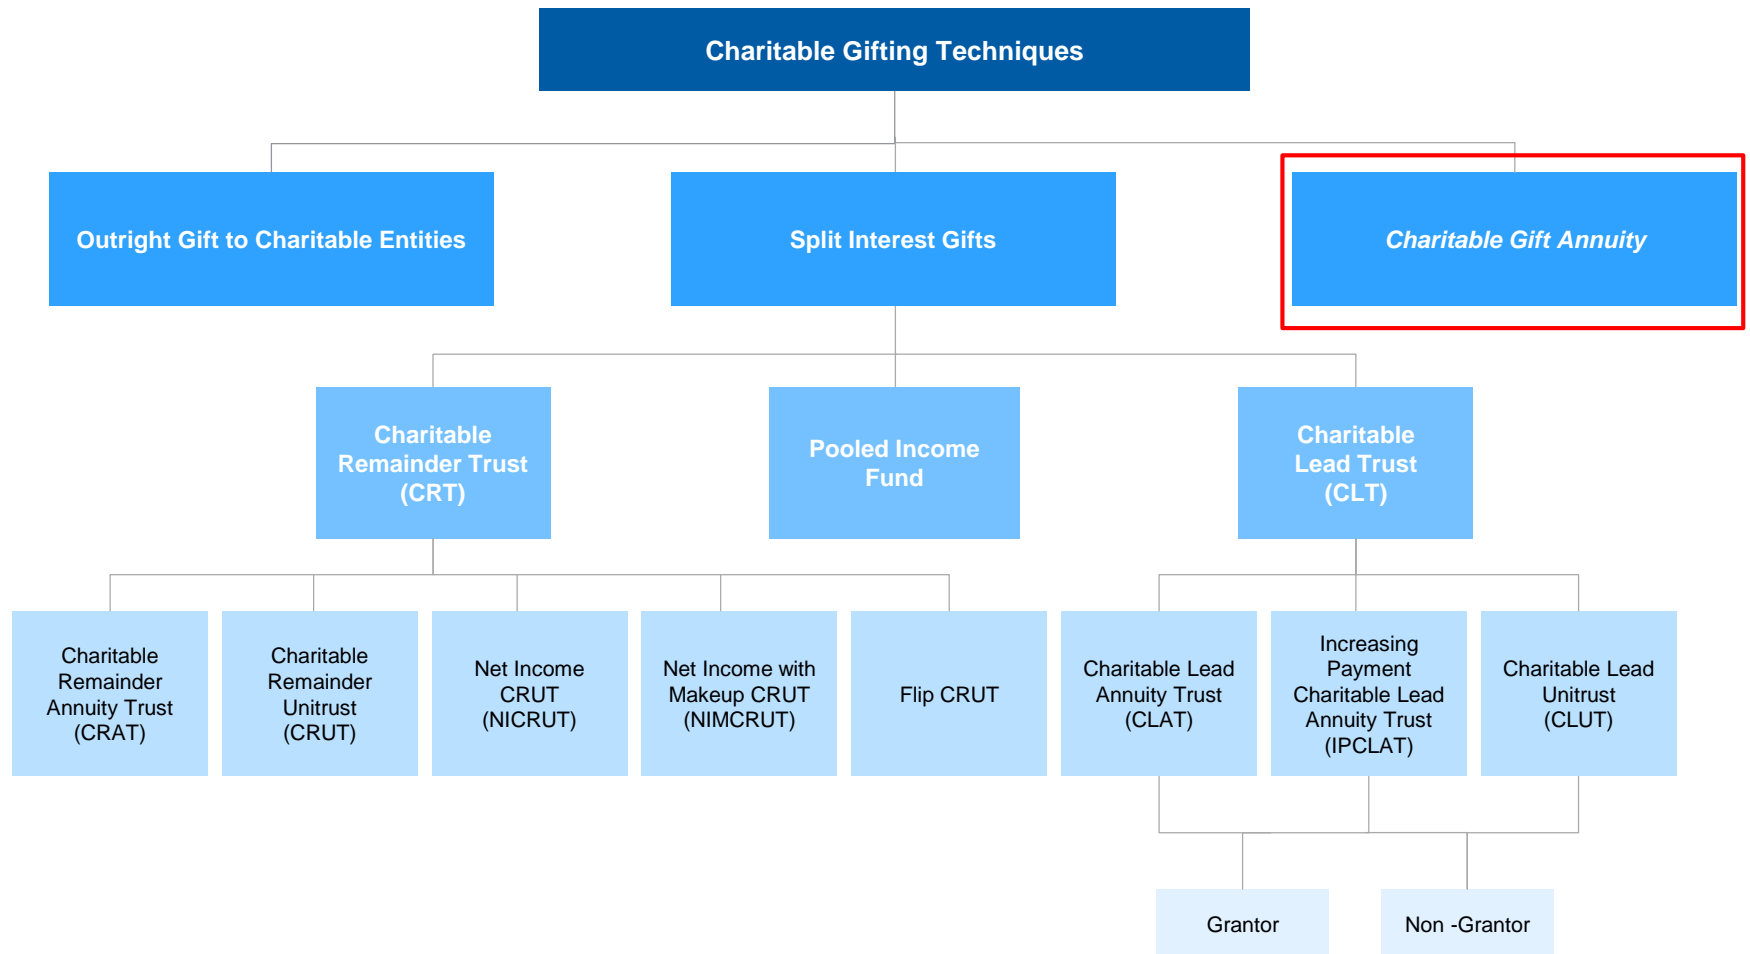 Charitable Gifting Techniques
Outright Gift to Charitable Entities
Split Interest Gifts
Charitable Gift Annuity
Charitable
Remainder Trust
(CRT)
Pooled Income
Fund
Charitable
Lead Trust
(CLT)
Charitable
Remainder
Annuity Trust
(CRAT)
Charitable
Remainder
Unitrust
(CRUT)
Net Income
CRUT
(NICRUT)
Net Income with
Makeup CRUT
(NIMCRUT)
Flip CRUT
Charitable Lead
Annuity Trust
(CLAT)
Increasing
Payment
Charitable Lead
Annuity Trust
(IPCLAT)
Charitable Lead
Unitrust
(CLUT)
Grantor
Non -Grantor